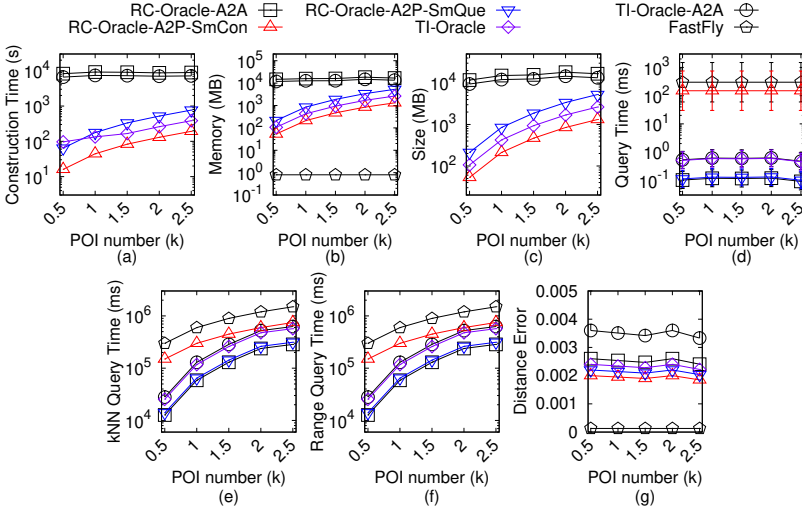 RC-Oracle-A2A
RC-Oracle-A2P-SmQue
TI-Oracle-A2A
RC-Oracle-A2P-SmCon
TI-Oracle
FastFly
Construction Time (s)
10^4
10^3
10^2
10^1
0.5
1
1.5
2
2.5
POI number (k)
(a)
Memory (MB)
10^5
10^4
10^3
10^2
10^1
10^0
10^-1
0.5
1
1.5
2
2.5
POI number (k)
(b)
Size (MB)
10^4
10^3
10^2
0.5
1
1.5
2
2.5
POI number (k)
(c)
Query Time (ms)
10^3
10^2
10^1
10^0
10^-1
0.5
1
1.5
2
2.5
POI number (k)
(d)
kNN Query Time (ms)
10^6
10^5
10^4
0.5
1
1.5
2
2.5
POI number (k)
(e)
Range Query Time (ms)
10^6
10^5
10^4
0.5
1
1.5
2
2.5
POI number (k)
(f)
Distance Error
0.005
0.004
0.003
0.002
0.001
0
0.5
1
1.5
2
2.5
POI number (k)
(g)